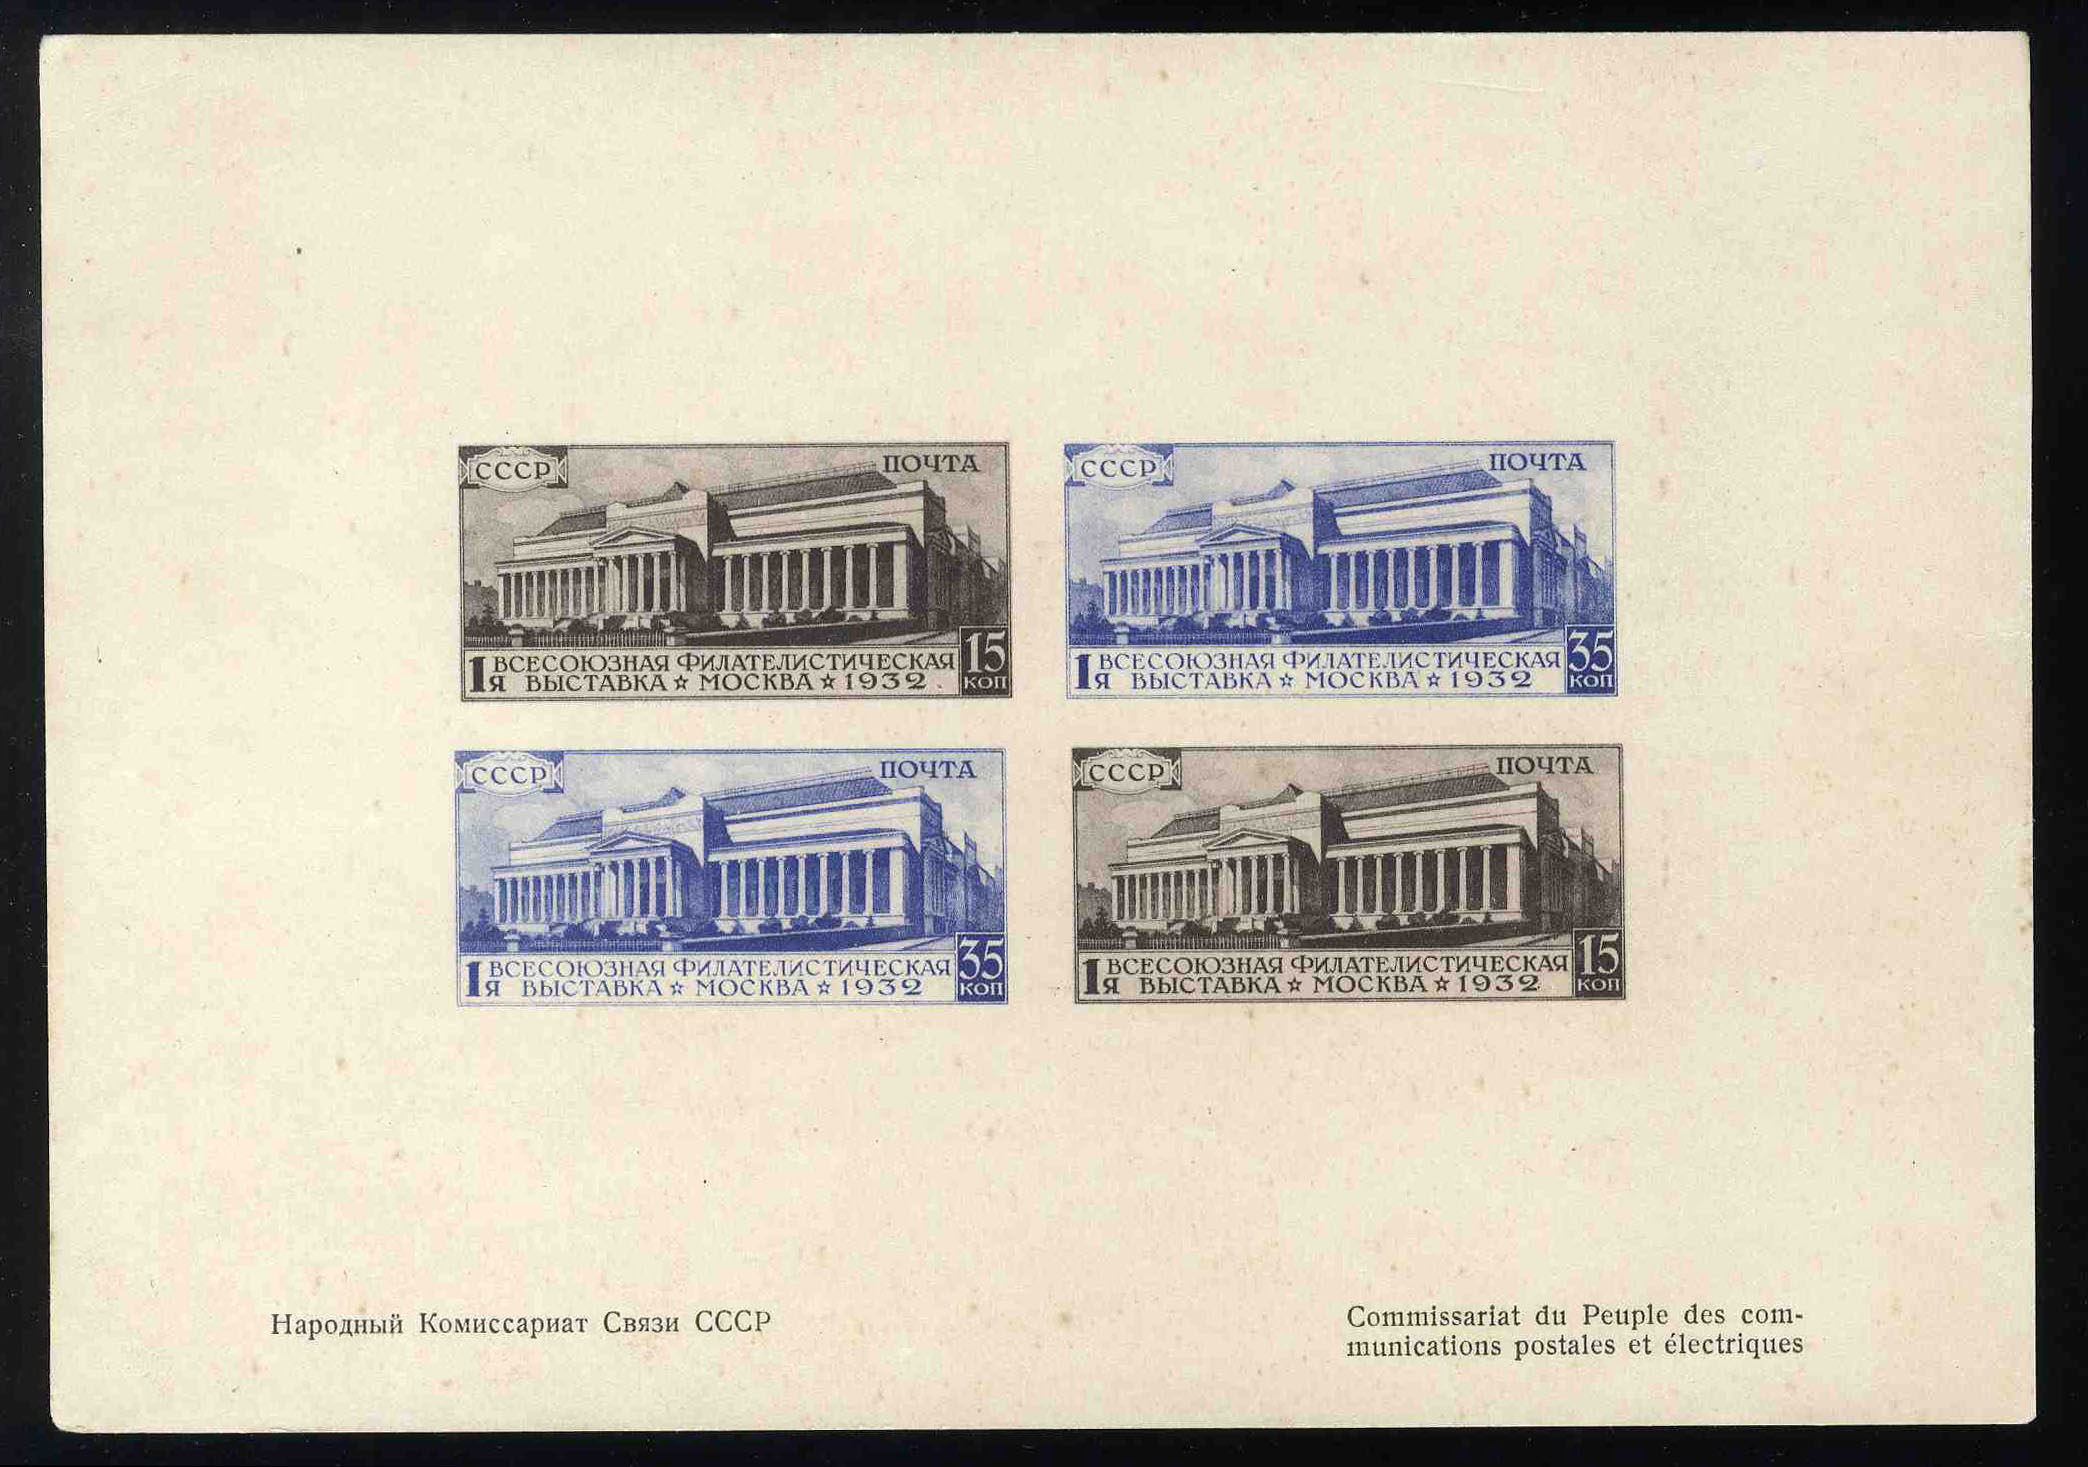 СССР ПОЧТА
1я ВСЕСОЮЗНАЯ ФИЛАТЕЛИСТИЧЕСКАЯ
ВЫСТАВКА ☆ МОСКВА ☆ 1932
15
КОП
СССР ПОЧТА
1я ВСЕСОЮЗНАЯ ФИЛАТЕЛИСТИЧЕСКАЯ
ВЫСТАВКА ☆ МОСКВА ☆ 1932
35
КОП
СССР ПОЧТА
1я ВСЕСОЮЗНАЯ ФИЛАТЕЛИСТИЧЕСКАЯ
ВЫСТАВКА ☆ МОСКВА ☆ 1932
35
КОП
СССР ПОЧТА
1я ВСЕСОЮЗНАЯ ФИЛАТЕЛИСТИЧЕСКАЯ
ВЫСТАВКА ☆ МОСКВА ☆ 1932
15
КОП
Народный Комиссариат Связи СССР
Commissariat du Peuple des com-
munications postales et électriques